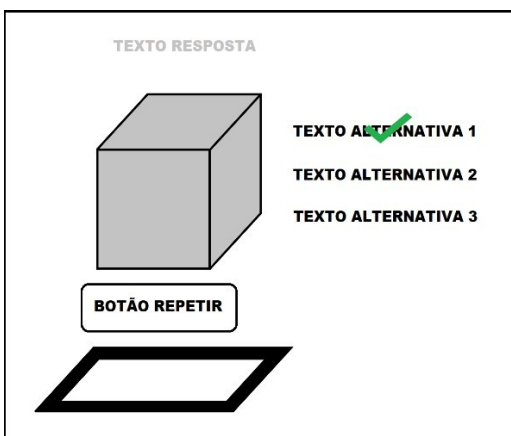 TEXTO RESPOSTA
TEXTO ALTERNATIVA 1
TEXTO ALTERNATIVA 2
TEXTO ALTERNATIVA 3
BOTÃO REPETIR